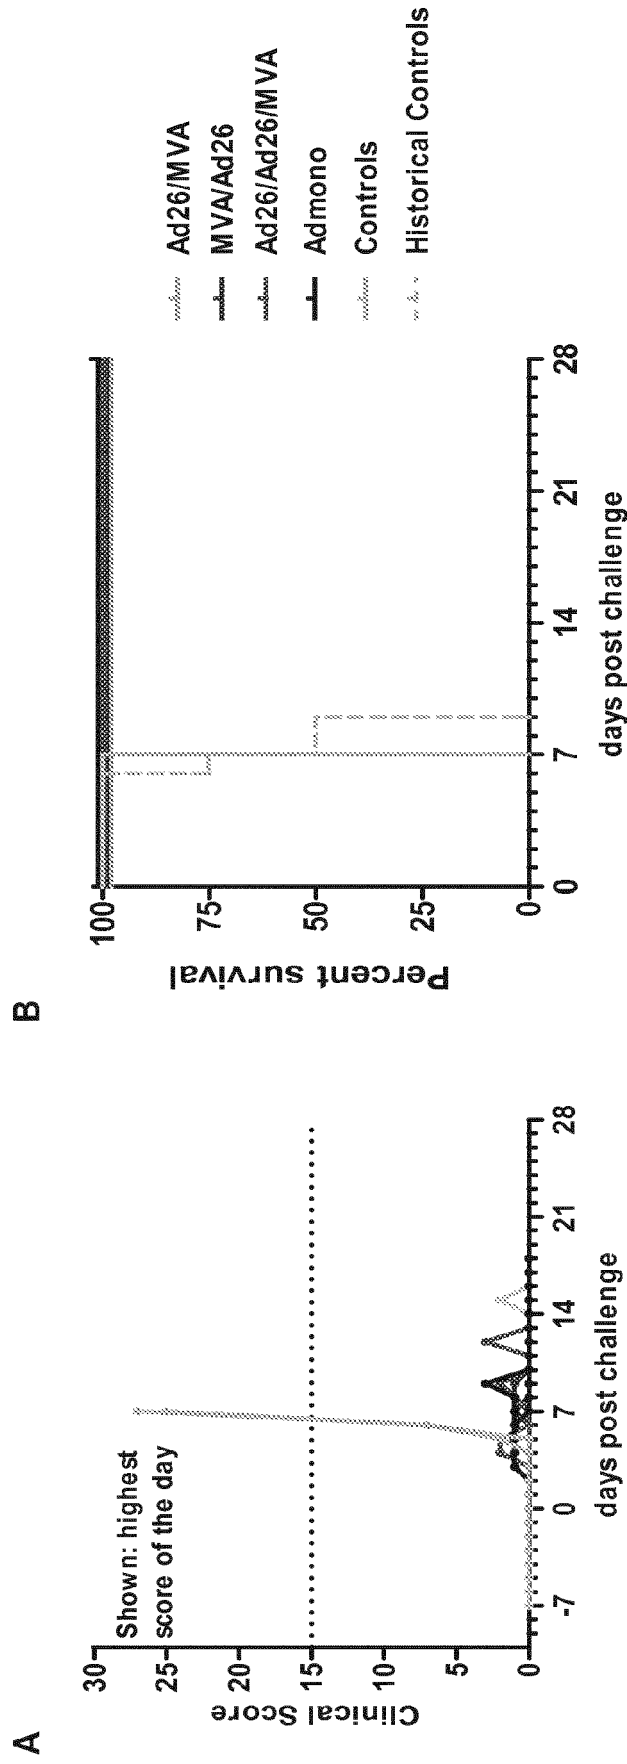 A
Shown: highest
score of the day
Clinical Score
30
25
20
15
10
5
0
-7
0
7
14
21
28
days post challenge
B
Percent survival
100
75
50
25
0
0
7
14
21
28
days post challenge
Ad26/MVA
MVA/Ad26
Ad26/Ad26/MVA
Admono
Controls
Historical Controls